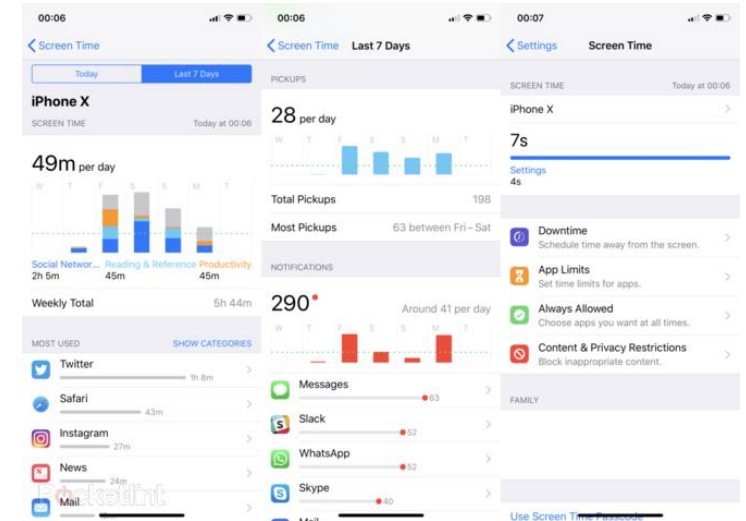 00:06
Screen Time
Today
Last 7 Days
iPhone X
SCREEN TIME Today at 00:06
49m per day
W T F S S M T
Social Networ... Reading & Reference Productivity
2h 5m 45m 45m
Weekly Total 5h 44m
MOST USED SHOW CATEGORIES
Twitter
1h 8m
Safari
43m
Instagram
27m
News
24m
Mail
Pocketlint
00:06
Screen Time Last 7 Days
PICKUPS
28 per day
W T F S S M T
Total Pickups 198
Most Pickups 63 between Fri – Sat
NOTIFICATIONS
290 Around 41 per day
W T F S S M T
Messages
63
Slack
52
WhatsApp
52
Skype
40
Mail
00:07
Settings Screen Time
SCREEN TIME Today at 00:06
iPhone X
7s
Settings
4s
Downtime
Schedule time away from the screen.
App Limits
Set time limits for apps.
Always Allowed
Choose apps you want at all times.
Content & Privacy Restrictions
Block inappropriate content.
FAMILY
Use Screen Time Passcode